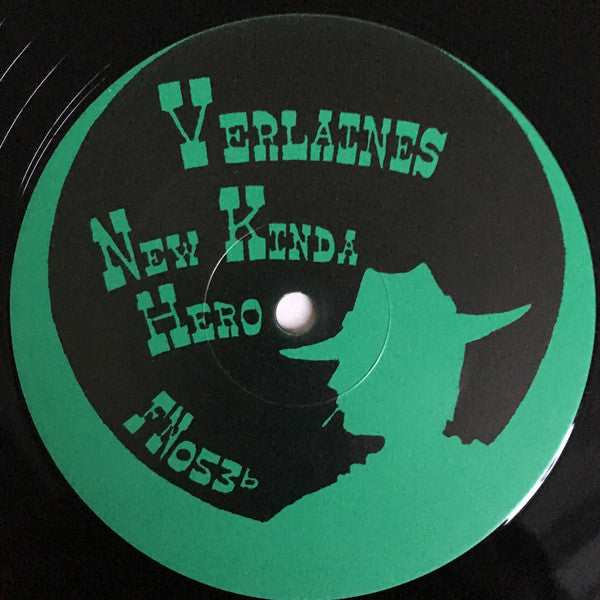 VERLAINES
NEW KINDA
HERO
FN053b